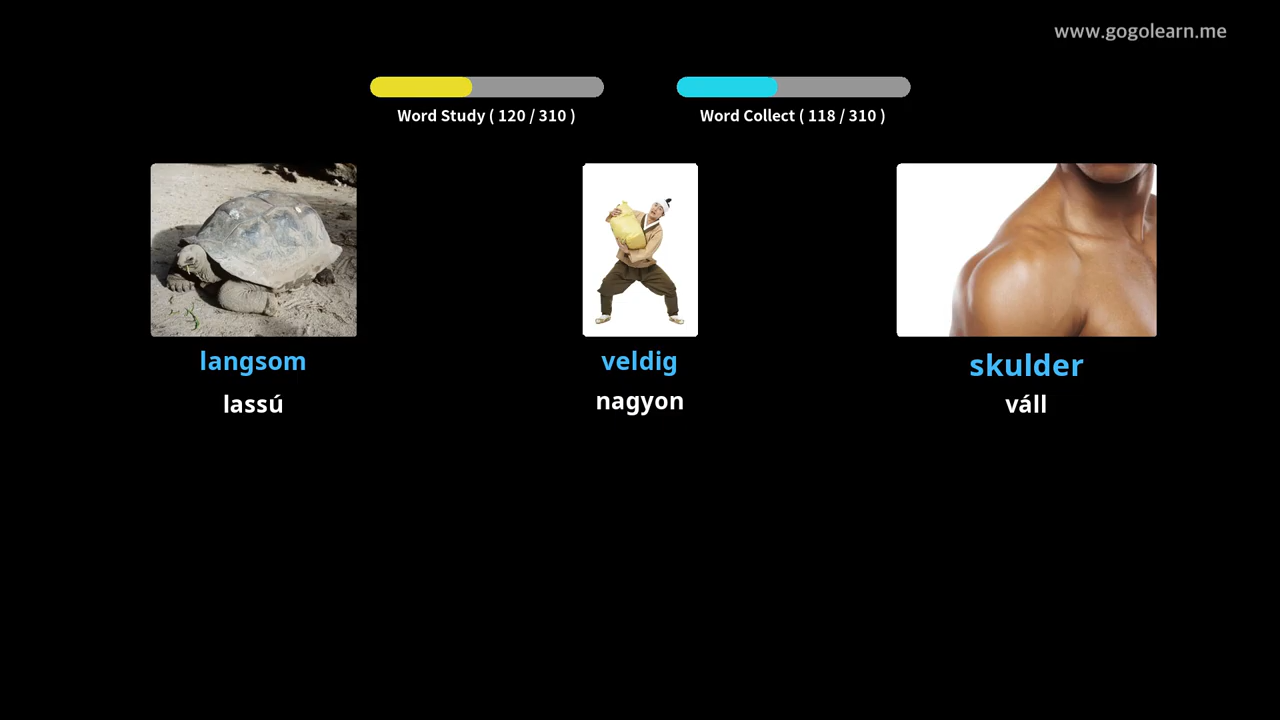 www.gogolearn.me
Word Study ( 120 / 310 )
Word Collect ( 118 / 310 )
langsom
veldig
skulder
lassú
nagyon
váll